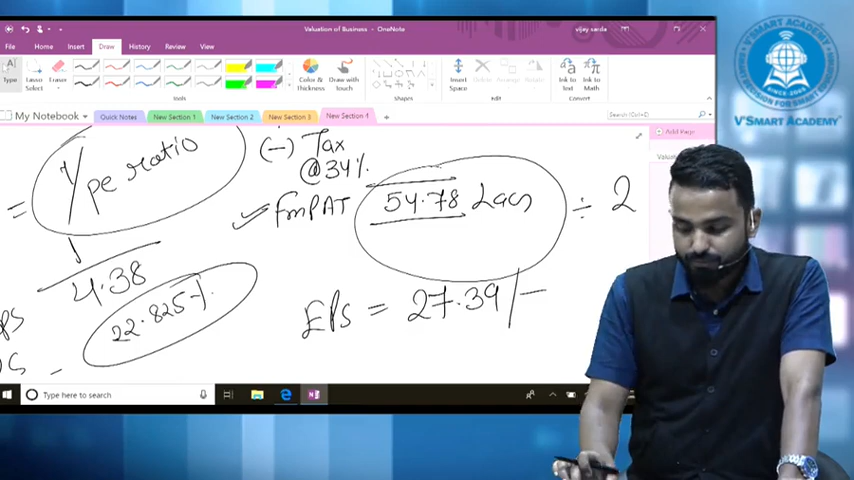 Valuation of Business - OneNote
vijay sarda
File Home Insert Draw History Review View
Type
Lasso Select
Eraser
Color & Thickness
Draw with Touch
Insert Space
Delete
Arrange
Rotate
Ink to Text
Ink to Math
Tools
Shapes
Edit
Convert
My Notebook
Quick Notes
New Section 1
New Section 2
New Section 3
New Section 4
+
Search (Ctrl+E)
Add Page
V'SMART ACADEMY
SINCE-2008
V'SMART ACADEMY®
= 1/pe ratio
4.38
22.825%
(-) Tax
@34%
FmPAT 54.78 Lacs ÷ 2
EPS = 27.39/-
Type here to search